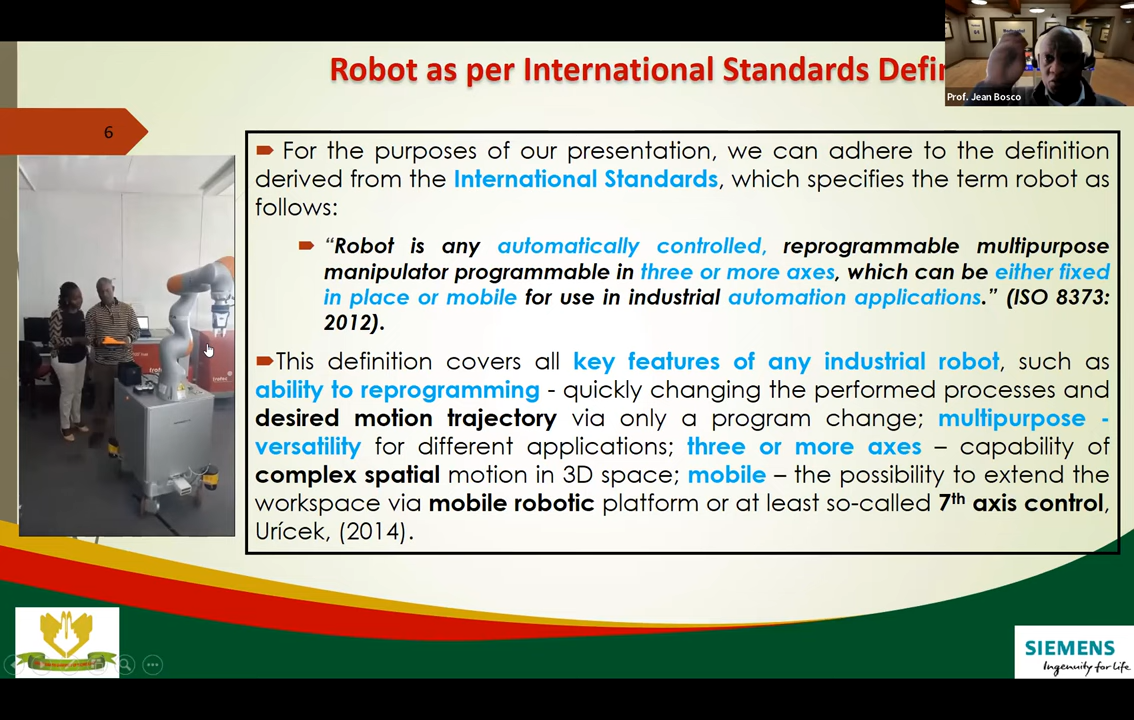 Robot as per International Standards Defin
Prof. Jean Bosco
6
For the purposes of our presentation, we can adhere to the definition
derived from the International Standards, which specifies the term robot as
follows:
“Robot is any automatically controlled, reprogrammable multipurpose
manipulator programmable in three or more axes, which can be either fixed
in place or mobile for use in industrial automation applications.” (ISO 8373:
2012).
This definition covers all key features of any industrial robot, such as
ability to reprogramming - quickly changing the performed processes and
desired motion trajectory via only a program change; multipurpose -
versatility for different applications; three or more axes – capability of
complex spatial motion in 3D space; mobile – the possibility to extend the
workspace via mobile robotic platform or at least so-called 7th axis control,
Urícek, (2014).
SIEMENS
Ingenuity for Life